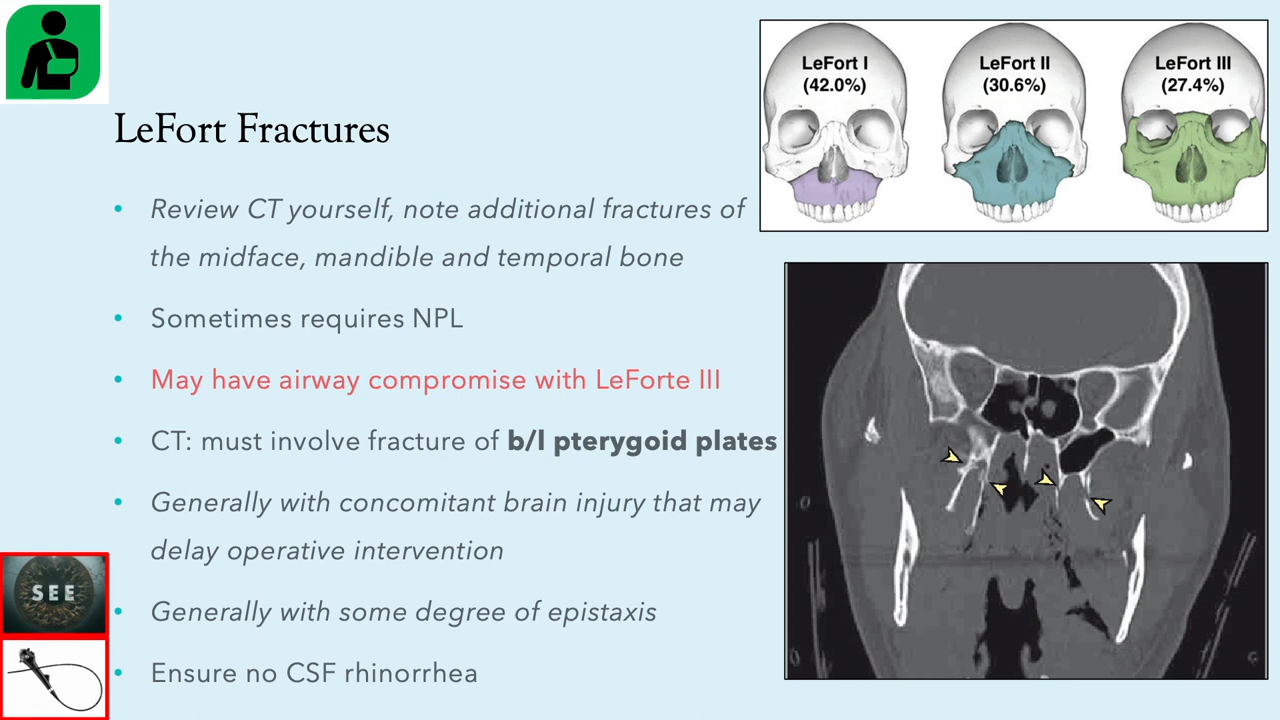 LeFort I
(42.0%)
LeFort II
(30.6%)
LeFort III
(27.4%)
LeFort Fractures
• Review CT yourself, note additional fractures of
the midface, mandible and temporal bone
• Sometimes requires NPL
• May have airway compromise with LeForte III
• CT: must involve fracture of b/l pterygoid plates
• Generally with concomitant brain injury that may
delay operative intervention
• Generally with some degree of epistaxis
• Ensure no CSF rhinorrhea
SEE